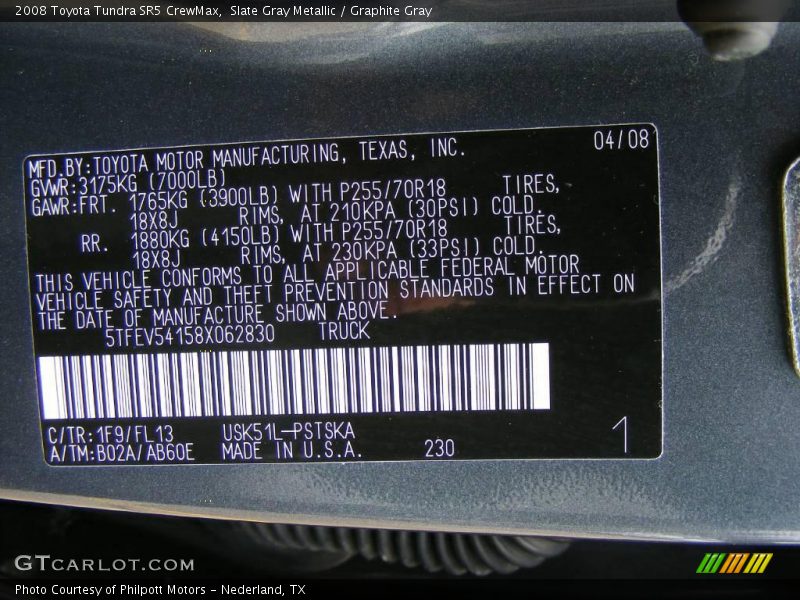 2008 Toyota Tundra SR5 CrewMax,  Slate Gray Metallic / Graphite Gray
MFD.BY:TOYOTA MOTOR MANUFACTURING, TEXAS, INC. 04/08
GVWR:3175KG (7000LB)
GAWR:FRT. 1765KG (3900LB) WITH P255/70R18 TIRES,
18X8J RIMS, AT 210KPA (30PSI) COLD.
RR. 1880KG (4150LB) WITH P255/70R18 TIRES,
18X8J RIMS, AT 230KPA (33PSI) COLD.
THIS VEHICLE CONFORMS TO ALL APPLICABLE FEDERAL MOTOR
VEHICLE SAFETY AND THEFT PREVENTION STANDARDS IN EFFECT ON
THE DATE OF MANUFACTURE SHOWN ABOVE.
5TFEV54158X062830 TRUCK
C/TR:1F9/FL13 USK51L-PSTSKA
A/TM:B02A/AB60E MADE IN U.S.A. 230 1
GTCARLOT.COM
Photo Courtesy of Philpott Motors - Nederland, TX